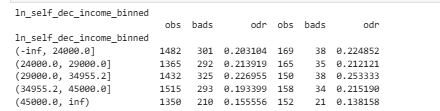 ln_self_dec_income_binned
obs bads odr obs bads odr
ln_self_dec_income_binned
(-inf, 24000.0] 1482 301 0.203104 169 38 0.224852
(24000.0, 29000.0] 1365 292 0.213919 165 35 0.212121
(29000.0, 34955.2] 1432 325 0.226955 150 38 0.253333
(34955.2, 45000.0] 1515 293 0.193399 158 34 0.215190
(45000.0, inf) 1350 210 0.155556 152 21 0.138158